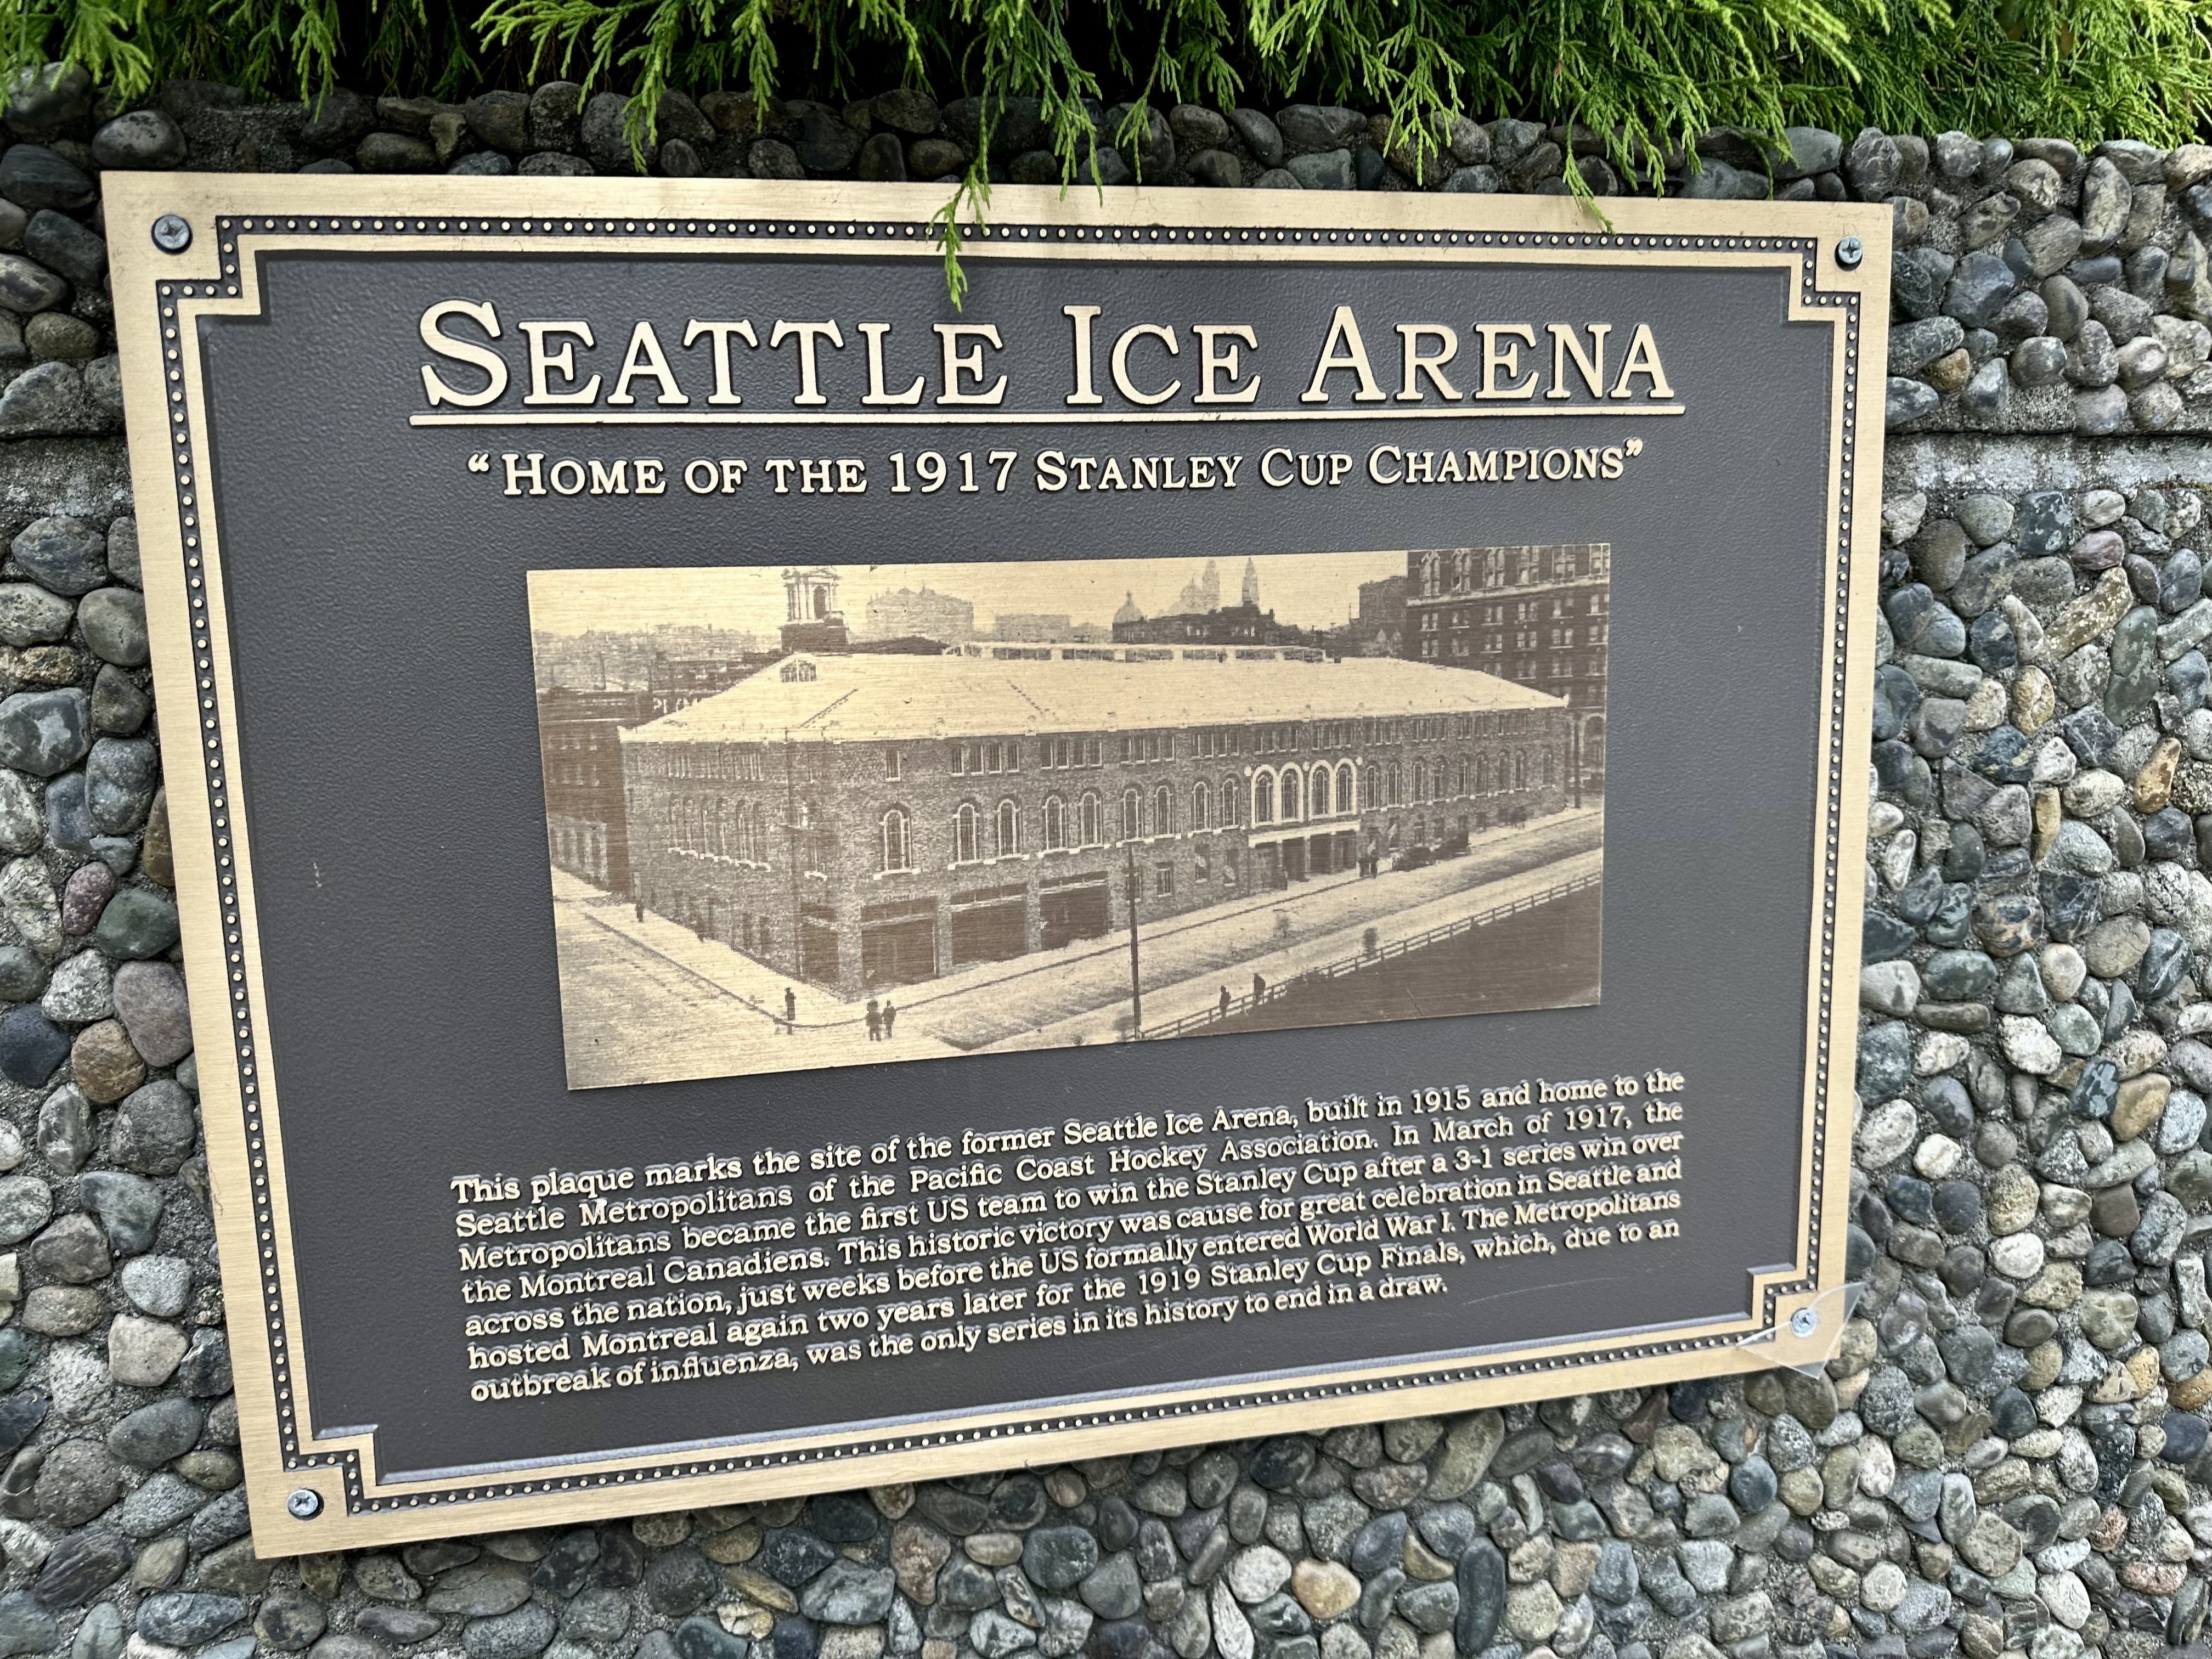 SEATTLE ICE ARENA
“HOME OF THE 1917 STANLEY CUP CHAMPIONS”
This plaque marks the site of the former Seattle Ice Arena, built in 1915 and home to the
Seattle Metropolitans of the Pacific Coast Hockey Association. In March of 1917, the
Metropolitans became the first US team to win the Stanley Cup after a 3-1 series win over
the Montreal Canadiens. This historic victory was cause for great celebration in Seattle and
across the nation, just weeks before the US formally entered World War I. The Metropolitans
hosted Montreal again two years later for the 1919 Stanley Cup Finals, which, due to an
outbreak of influenza, was the only series in its history to end in a draw.